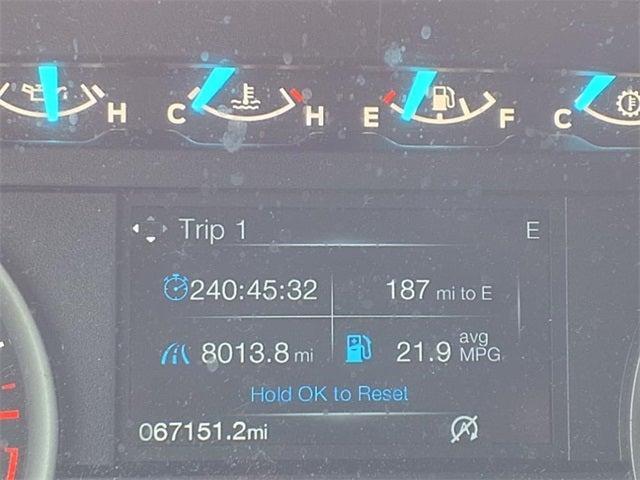 H C H E F C
Trip 1 E
240:45:32 187 mi to E
8013.8 mi 21.9 avg MPG
Hold OK to Reset
067151.2mi